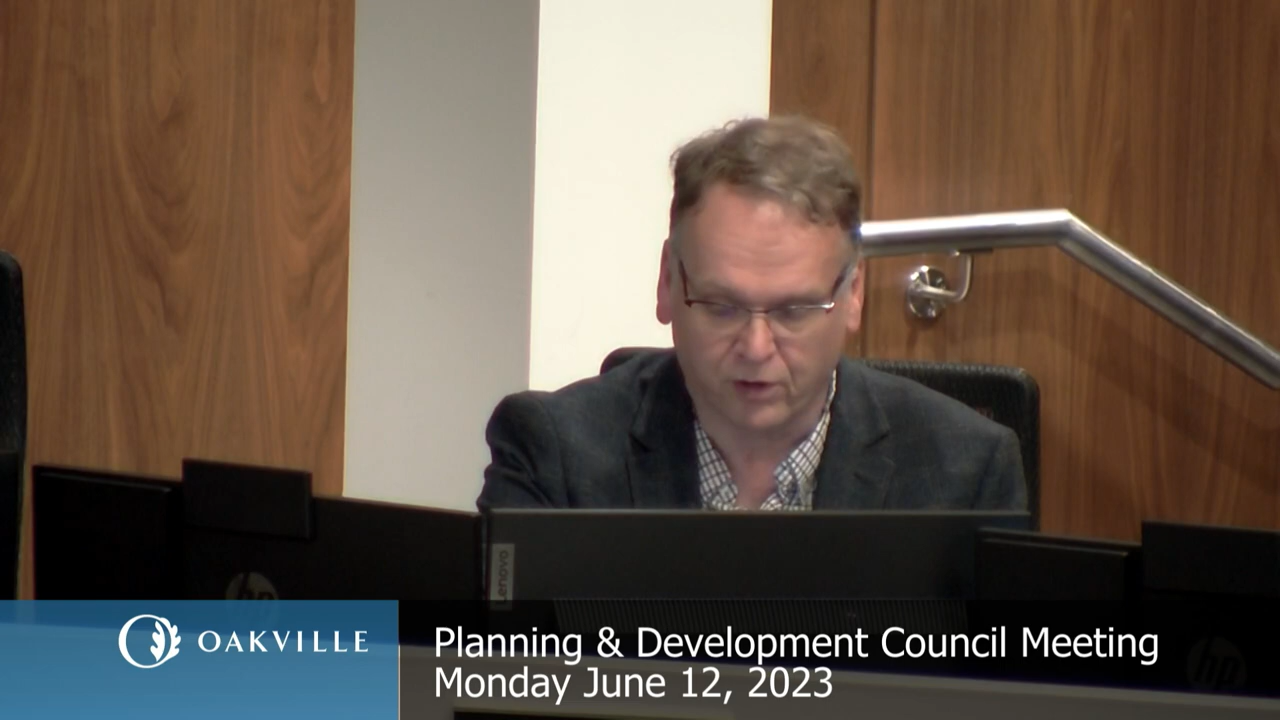 Lenovo
hp
OAKVILLE
Planning & Development Council Meeting
Monday June 12, 2023
hp